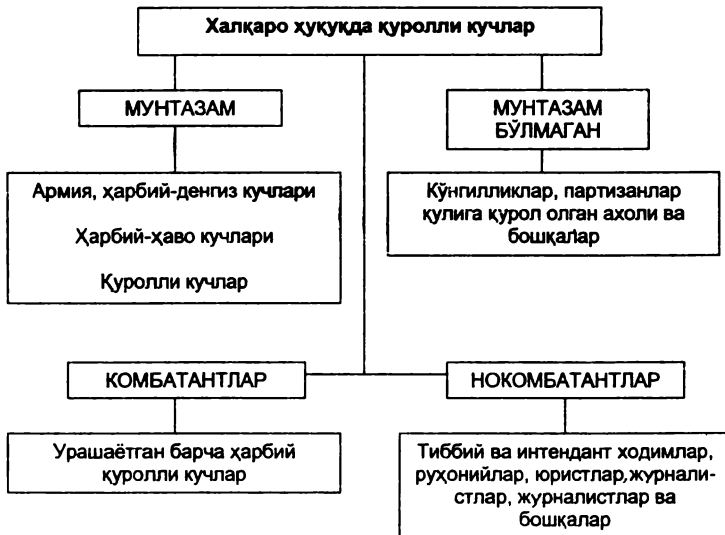 Халқаро ҳуқуқда қуролли кучлар
МУНТАЗАМ
МУНТАЗАМ
БЎЛМАГАН
Армия, ҳарбий-денгиз кучлари
Ҳарбий-ҳаво кучлари
Қуролли кучлар
Кўнгилликлар, партизанлар
қулига қурол олган ахоли ва
бошқалар
КОМБАТАНТЛАР
НОКОМБАТАНТЛАР
Урашаётган барча ҳарбий
қуролли кучлар
Тиббий ва интендант ходимлар,
руҳонийлар, юристлар,журнали-
стлар, журналистлар ва
бошқалар